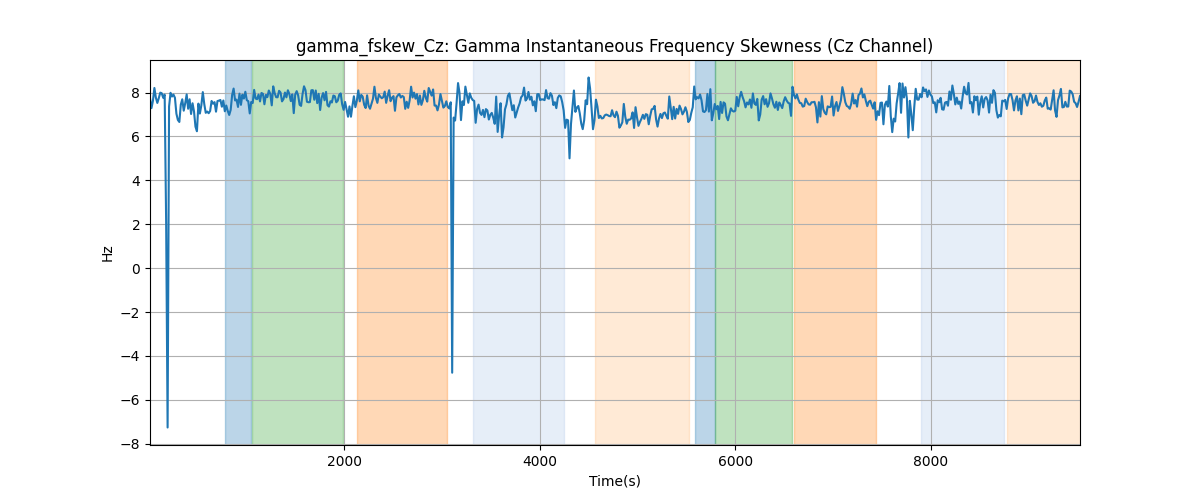 gamma_fskew_Cz: Gamma Instantaneous Frequency Skewness (Cz Channel)
8
6
4
2
0
−2
−4
−6
−8
Hz
2000 4000 6000 8000
Time(s)